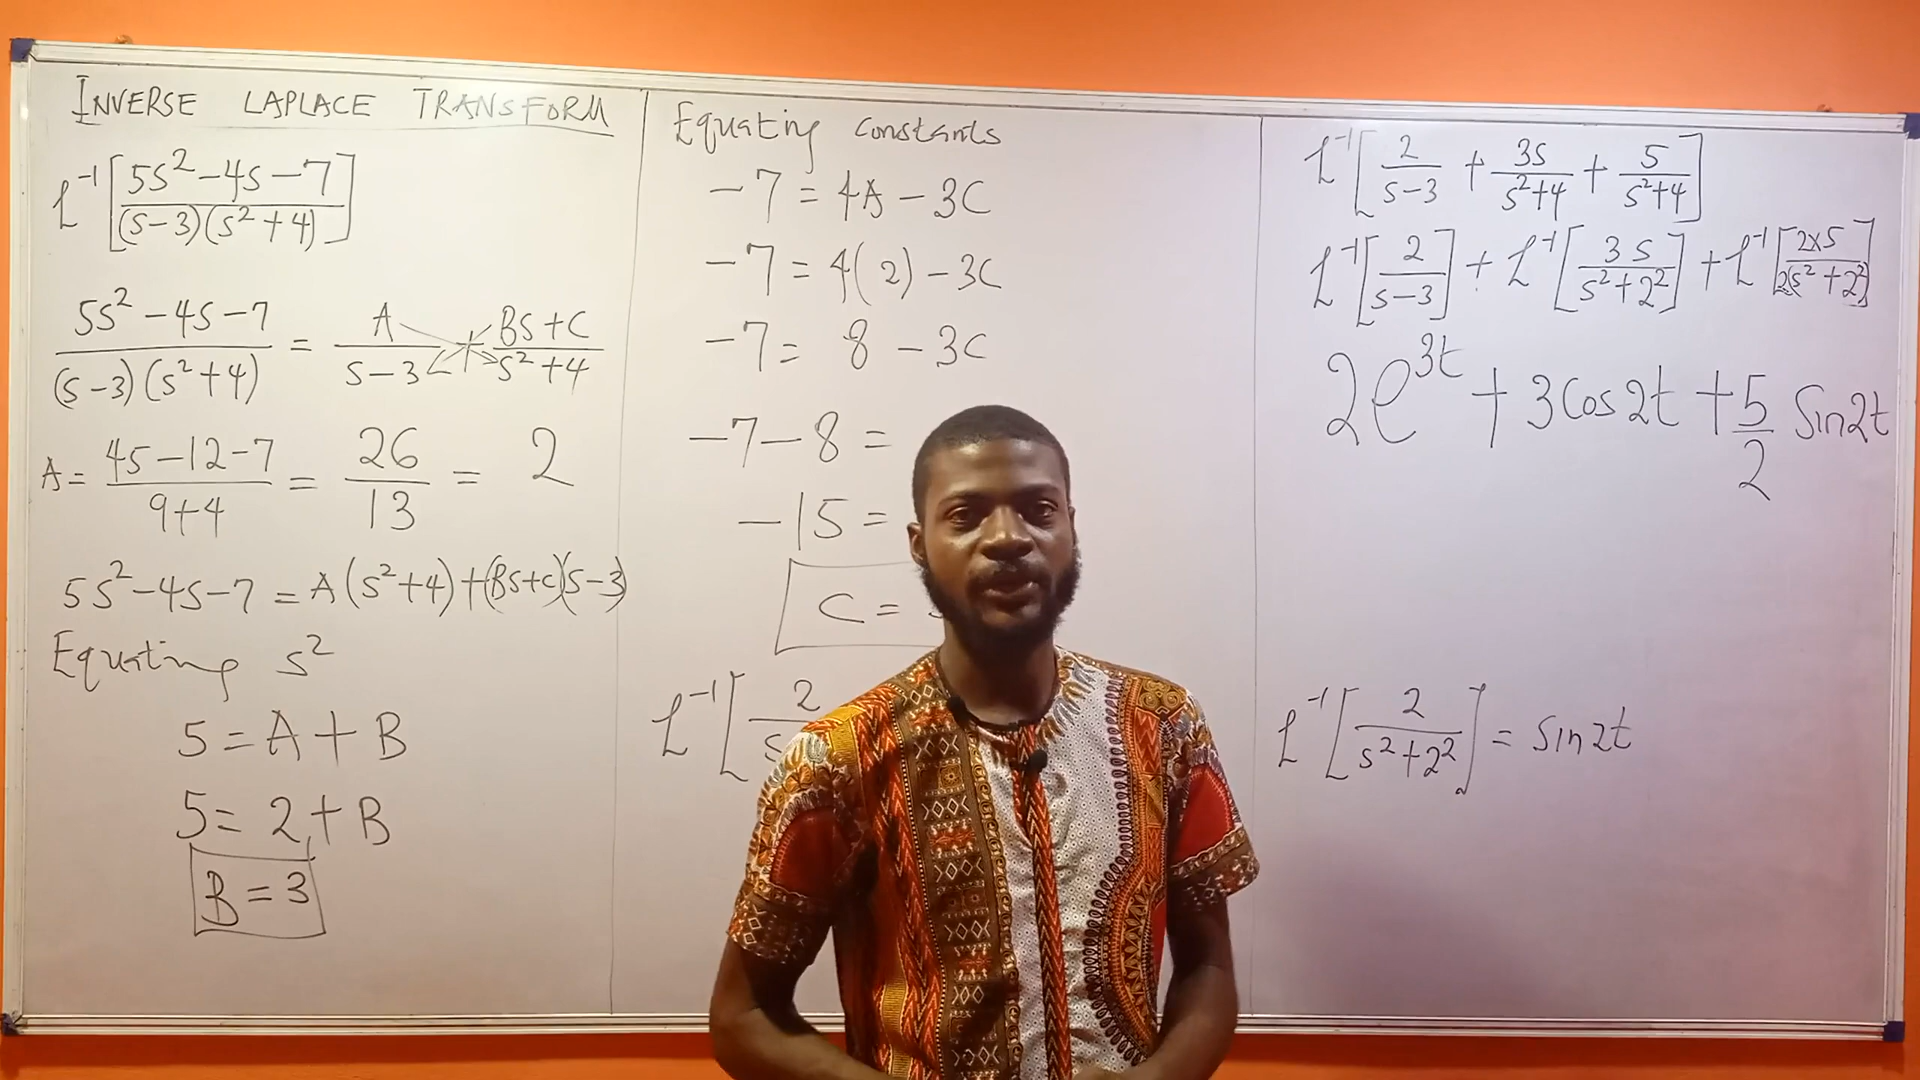 INVERSE LAPLACE TRANSFORM
L⁻¹[(5s² – 4s – 7)/((s – 3)(s² + 4))]
(5s² – 4s – 7)/((s – 3)(s² + 4)) = A/(s – 3) + (Bs + C)/(s² + 4)
A = (45 – 12 – 7)/(9 + 4) = 26/13 = 2
5s² – 4s – 7 = A(s² + 4) + (Bs + C)(s – 3)
Equating s²
5 = A + B
5 = 2 + B
B = 3
Equating constants
– 7 = 4A – 3C
– 7 = 4(2) – 3C
– 7 = 8 – 3C
– 7 – 8 =
– 15 =
C =
L⁻¹[2/
L⁻¹[2/(s – 3) + 3s/(s² + 4) + 5/(s² + 4)]
L⁻¹[2/(s – 3)] + L⁻¹[3s/(s² + 2²)] + L⁻¹[2×5/2(s² + 2²)]
2e³ᵗ + 3Cos2t + 5/2 Sin2t
L⁻¹[2/(s² + 2²)] = Sin2t